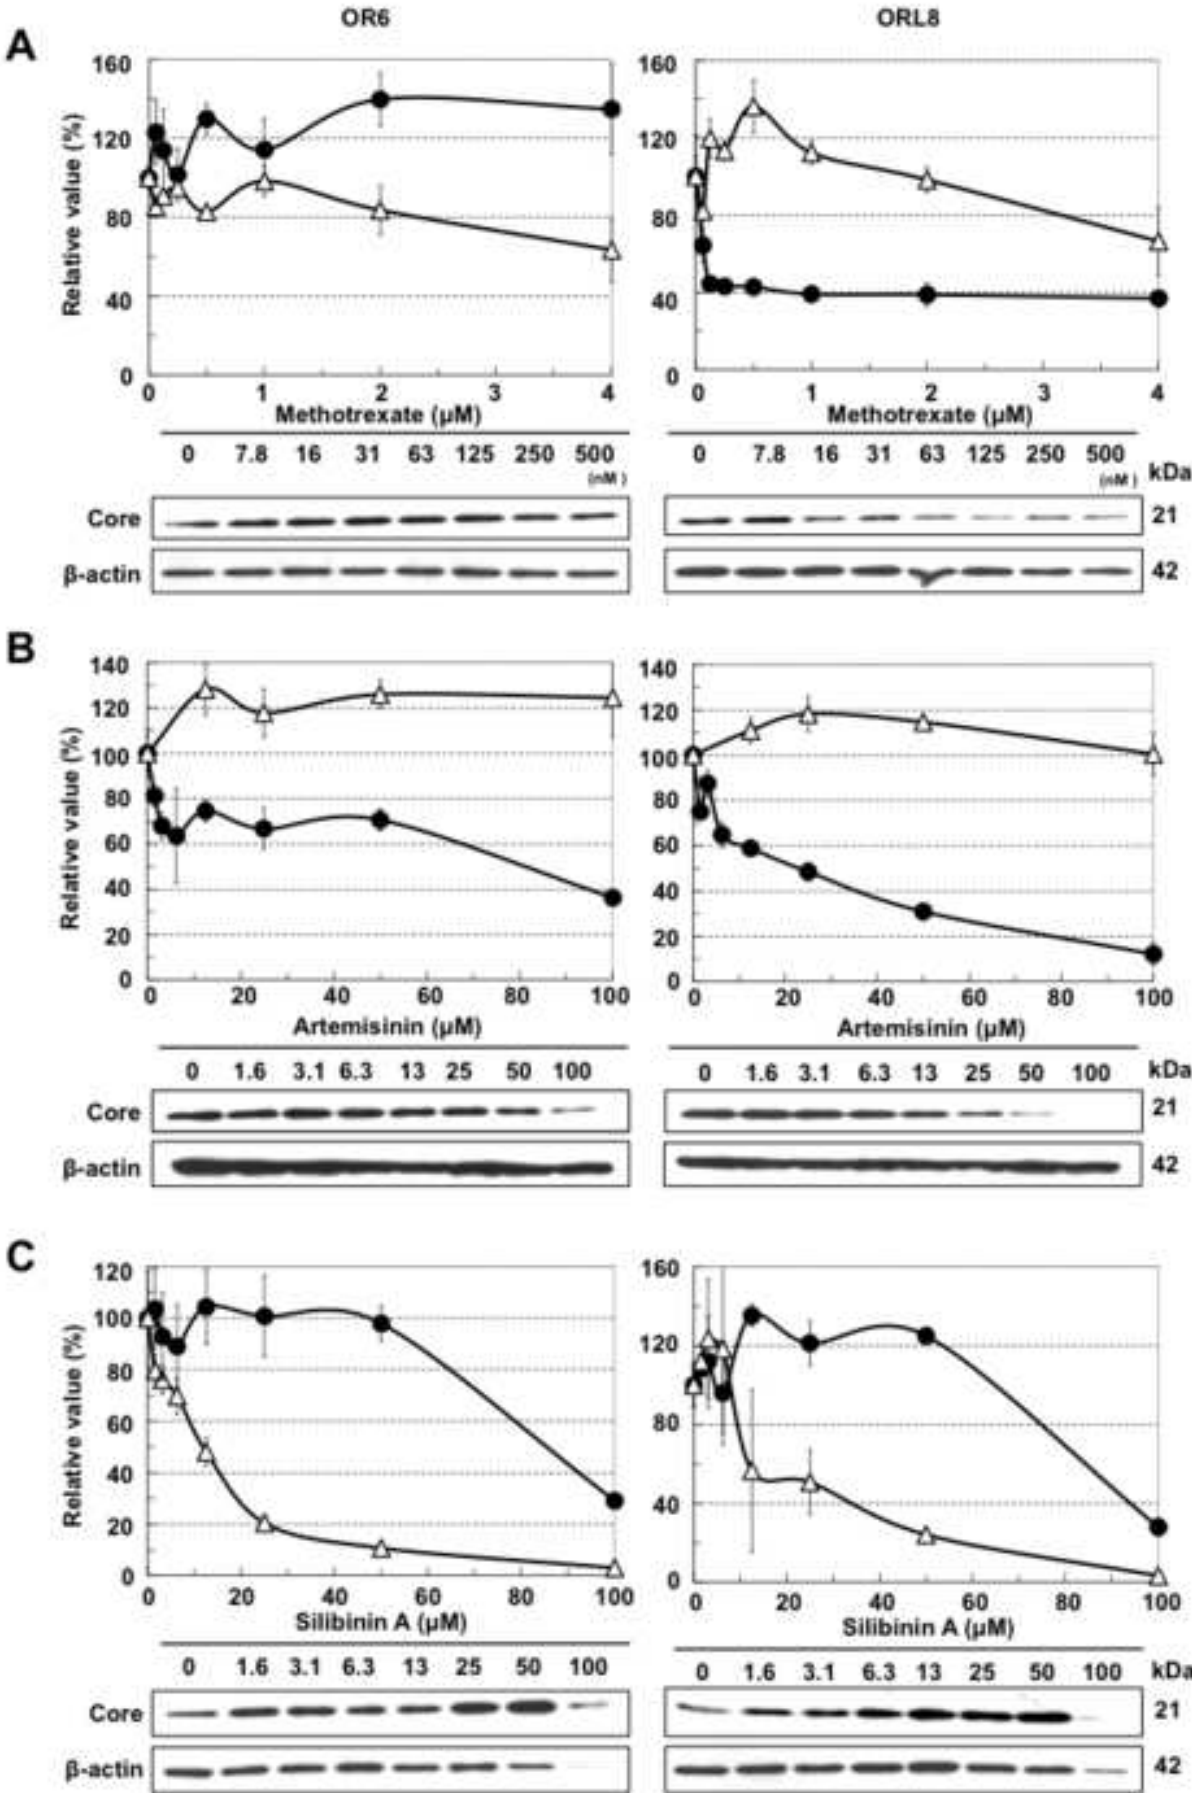 OR6 ORL8
A
160 160
120 120
80 80
40 40
0 0
Relative value (%)
0 1 2 3 4 0 1 2 3 4
Methotrexate (μM) Methotrexate (μM)
0 7.8 16 31 63 125 250 500 0 7.8 16 31 63 125 250 500 kDa
(nM) (nM)
Core 21
β-actin 42
B
140 140
120 120
100 100
80 80
60 60
40 40
20 20
0 0
Relative value (%)
0 20 40 60 80 100 0 20 40 60 80 100
Artemisinin (μM) Artemisinin (μM)
0 1.6 3.1 6.3 13 25 50 100 0 1.6 3.1 6.3 13 25 50 100 kDa
Core 21
β-actin 42
C
120 160
100 120
80 80
60 40
40 0
20
0
Relative value (%)
0 20 40 60 80 100 0 20 40 60 80 100
Silibinin A (μM) Silibinin A (μM)
0 1.6 3.1 6.3 13 25 50 100 0 1.6 3.1 6.3 13 25 50 100 kDa
Core 21
β-actin 42